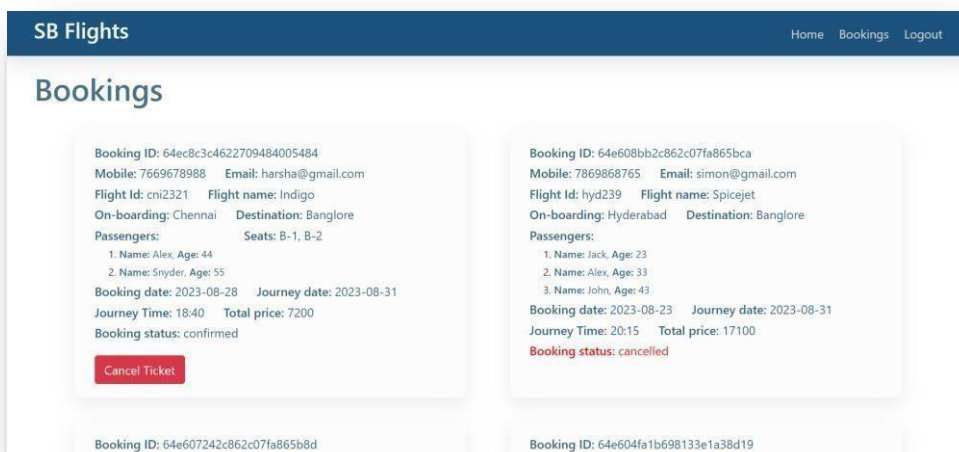 SB Flights
Home Bookings Logout
Bookings
Booking ID: 64ec8c3c4622709484005484
Mobile: 7669678988 Email: harsha@gmail.com
Flight Id: cni2321 Flight name: Indigo
On-boarding: Chennai Destination: Banglore
Passengers: Seats: B-1, B-2
1. Name: Alex, Age: 44
2. Name: Snyder, Age: 55
Booking date: 2023-08-28 Journey date: 2023-08-31
Journey Time: 18:40 Total price: 7200
Booking status: confirmed
Cancel Ticket
Booking ID: 64e608bb2c862c07fa865bca
Mobile: 7869868765 Email: simon@gmail.com
Flight Id: hyd239 Flight name: Spicejet
On-boarding: Hyderabad Destination: Banglore
Passengers:
1. Name: Jack, Age: 23
2. Name: Alex, Age: 33
3. Name: John, Age: 43
Booking date: 2023-08-23 Journey date: 2023-08-31
Journey Time: 20:15 Total price: 17100
Booking status: cancelled
Booking ID: 64e607242c862c07fa865b8d
Booking ID: 64e604fa1b698133e1a38d19